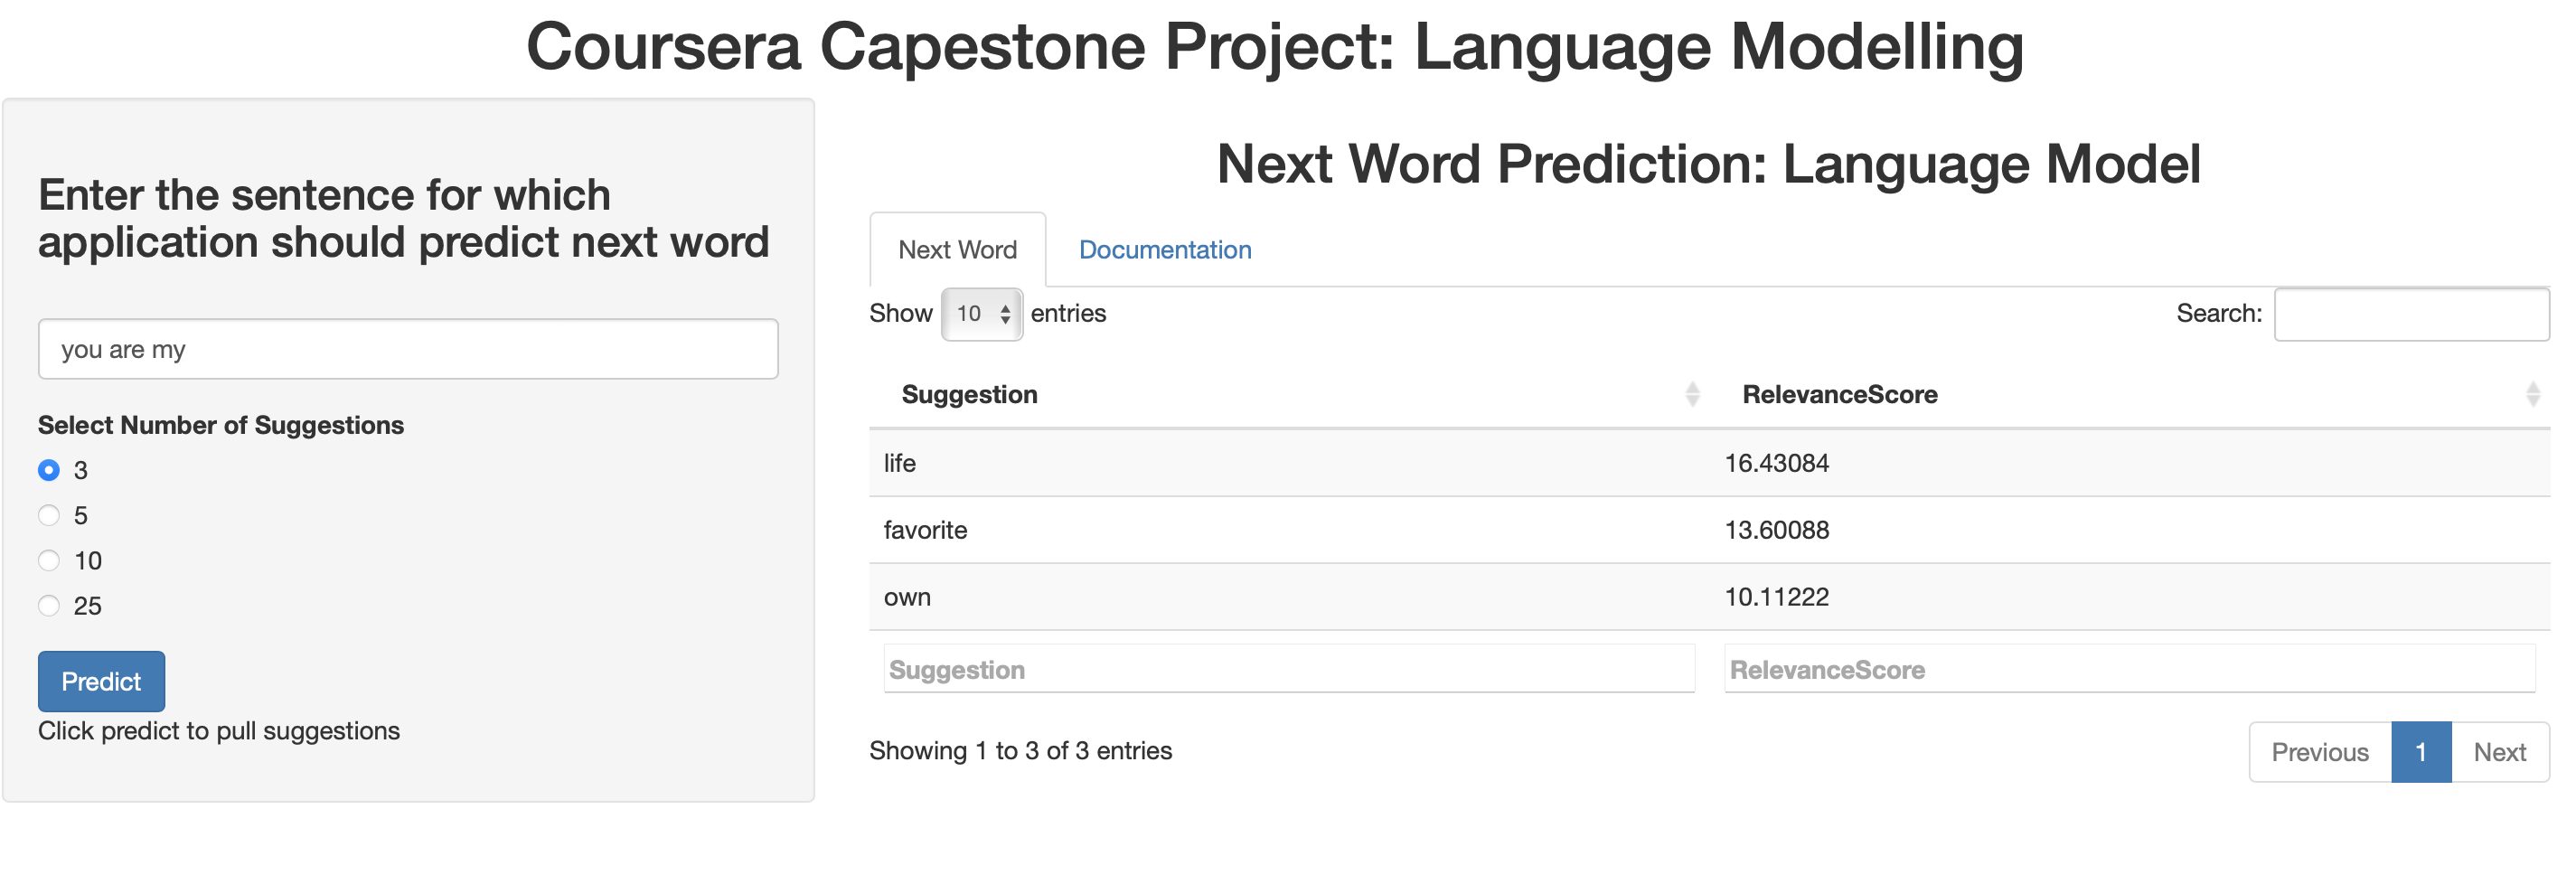 Coursera Capestone Project: Language Modelling
Enter the sentence for which
application should predict next word
you are my
Select Number of Suggestions
3
5
10
25
Predict
Click predict to pull suggestions
Next Word Prediction: Language Model
Next Word Documentation
Show 10 entries Search:
Suggestion RelevanceScore
life 16.43084
favorite 13.60088
own 10.11222
Suggestion RelevanceScore
Showing 1 to 3 of 3 entries Previous 1 Next